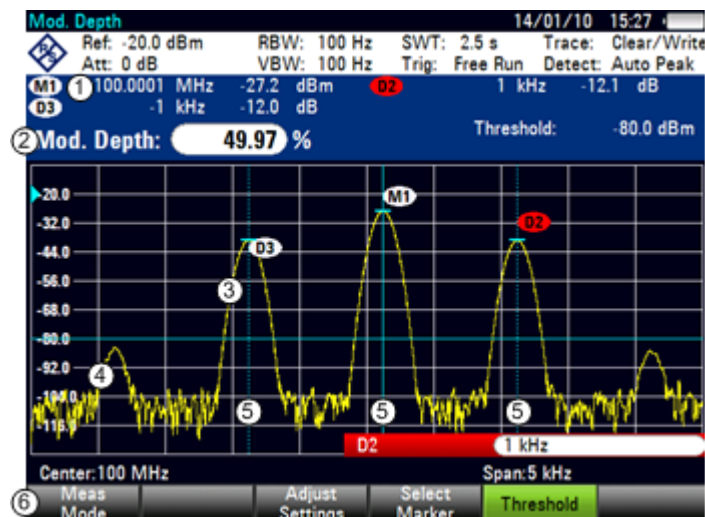 Mod. Depth 14/01/10 15:27
Ref: -20.0 dBm RBW: 100 Hz SWT: 2.5 s Trace: Clear/Write
Att: 0 dB VBW: 100 Hz Trig: Free Run Detect: Auto Peak
M1 1 100.0001 MHz -27.2 dBm D2 1 kHz -12.1 dB
D3 -1 kHz -12.0 dB
2 Mod. Depth: 49.97 % Threshold: -80.0 dBm
-20.0
M1
-32.0
D2
-44.0
D3
-56.0
3
-68.0
-80.0
-92.0
4
5 5 5
D2 1 kHz
Center:100 MHz Span:5 kHz
6 Meas Mode Adjust Settings Select Marker Threshold